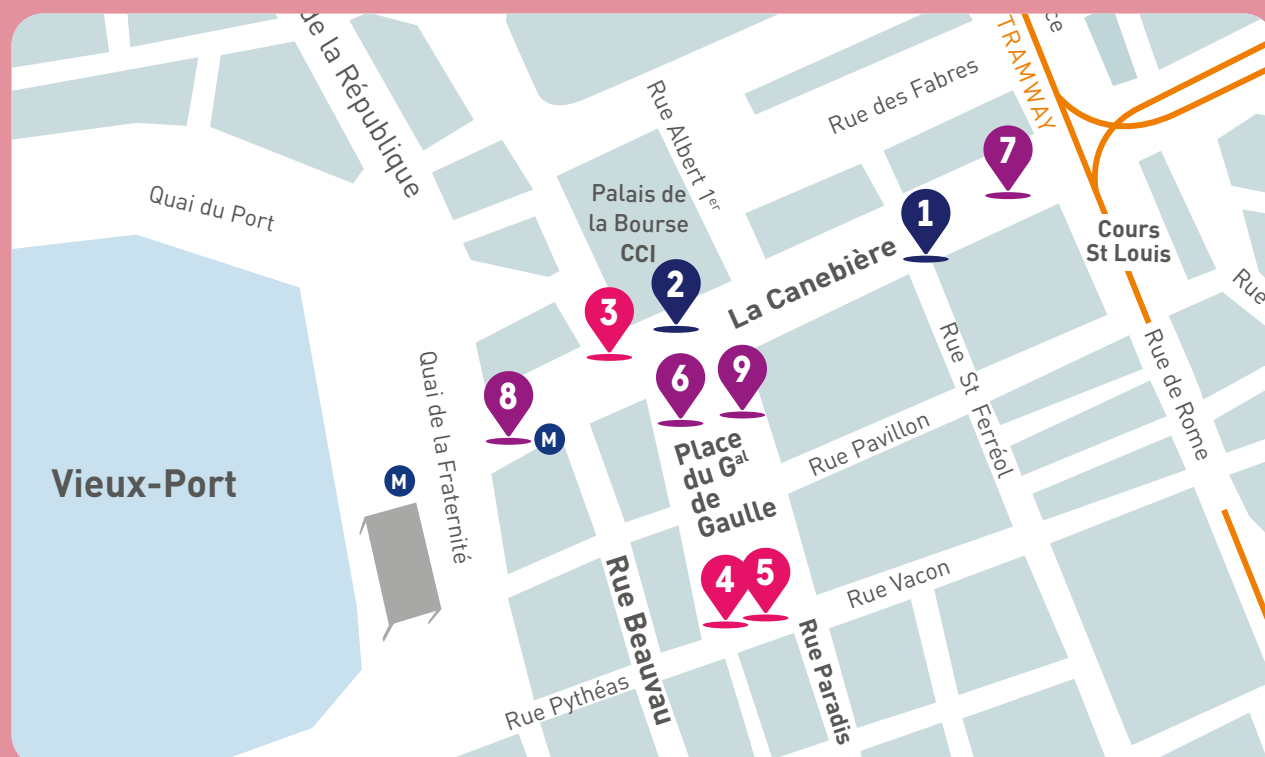 de la République
TRAMWAY
ce
Rue des Fabres
Rue Albert 1er
7
Quai du Port
Palais de
la Bourse
CCI
1
Cours
St Louis
La Canebière
2
3
Rue
Quai de la Fraternité
Rue St Ferréol
Rue de Rome
6
9
8
M
Place
du Gal
de
Gaulle
Rue Pavillon
Vieux-Port
M
4
5
Rue Vacon
Rue Beauvau
Rue Paradis
Rue Pythéas